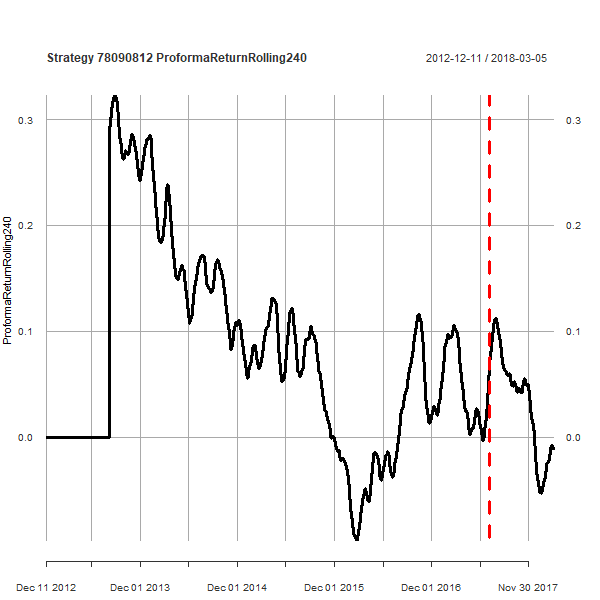 Strategy 78090812 ProformaReturnRolling240
2012-12-11 / 2018-03-05
ProformaReturnRolling240
0.3
0.2
0.1
0.0
0.3
0.2
0.1
0.0
Dec 11 2012
Dec 01 2013
Dec 01 2014
Dec 01 2015
Dec 01 2016
Nov 30 2017